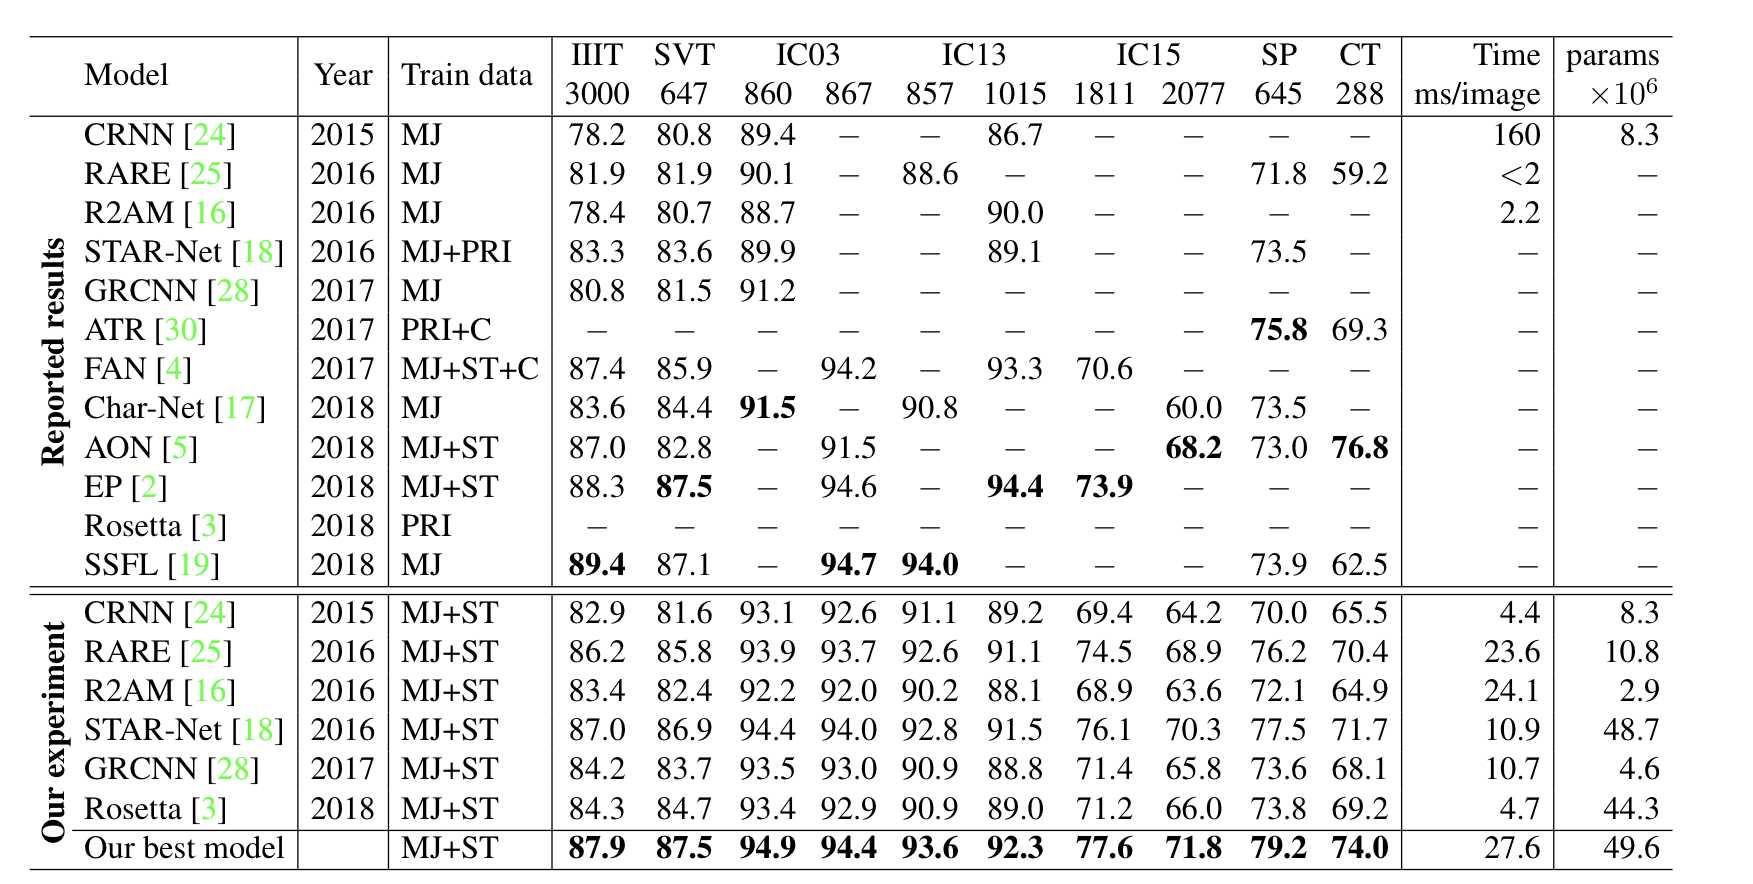 Model Year Train data IIIT SVT IC03 IC13 IC15 SP CT Time params
3000 647 860 867 857 1015 1811 2077 645 288 ms/image ×10⁶
Reported results
CRNN [24] 2015 MJ 78.2 80.8 89.4 – – 86.7 – – – – 160 8.3
RARE [25] 2016 MJ 81.9 81.9 90.1 – 88.6 – – – 71.8 59.2 <2 –
R2AM [16] 2016 MJ 78.4 80.7 88.7 – – 90.0 – – – – 2.2 –
STAR-Net [18] 2016 MJ+PRI 83.3 83.6 89.9 – – 89.1 – – 73.5 – – –
GRCNN [28] 2017 MJ 80.8 81.5 91.2 – – – – – – – – –
ATR [30] 2017 PRI+C – – – – – – – – 75.8 69.3 – –
FAN [4] 2017 MJ+ST+C 87.4 85.9 – 94.2 – 93.3 70.6 – – – – –
Char-Net [17] 2018 MJ 83.6 84.4 91.5 – 90.8 – – 60.0 73.5 – – –
AON [5] 2018 MJ+ST 87.0 82.8 – 91.5 – – – 68.2 73.0 76.8 – –
EP [2] 2018 MJ+ST 88.3 87.5 – 94.6 – 94.4 73.9 – – – – –
Rosetta [3] 2018 PRI – – – – – – – – – – – –
SSFL [19] 2018 MJ 89.4 87.1 – 94.7 94.0 – – – 73.9 62.5 – –
Our experiment
CRNN [24] 2015 MJ+ST 82.9 81.6 93.1 92.6 91.1 89.2 69.4 64.2 70.0 65.5 4.4 8.3
RARE [25] 2016 MJ+ST 86.2 85.8 93.9 93.7 92.6 91.1 74.5 68.9 76.2 70.4 23.6 10.8
R2AM [16] 2016 MJ+ST 83.4 82.4 92.2 92.0 90.2 88.1 68.9 63.6 72.1 64.9 24.1 2.9
STAR-Net [18] 2016 MJ+ST 87.0 86.9 94.4 94.0 92.8 91.5 76.1 70.3 77.5 71.7 10.9 48.7
GRCNN [28] 2017 MJ+ST 84.2 83.7 93.5 93.0 90.9 88.8 71.4 65.8 73.6 68.1 10.7 4.6
Rosetta [3] 2018 MJ+ST 84.3 84.7 93.4 92.9 90.9 89.0 71.2 66.0 73.8 69.2 4.7 44.3
Our best model MJ+ST 87.9 87.5 94.9 94.4 93.6 92.3 77.6 71.8 79.2 74.0 27.6 49.6